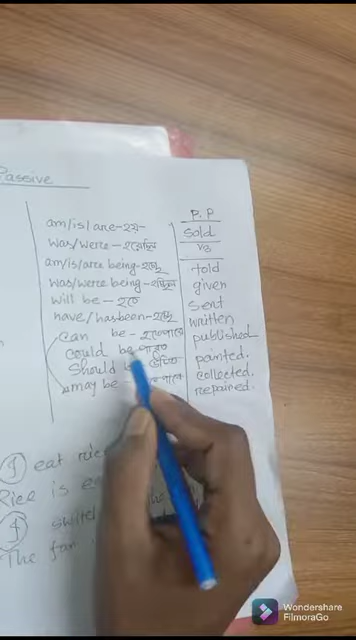 Passive
am/is/are - হয়
was/were - হয়েছিল
am/is/are being - হচ্ছে
was/were being - হচ্ছিল
will be - হবে
have/has been - হয়েছে
can be - হতে পারে
could be
Should
may be
P.P
sold
v3
told
given
sent
written
published
painted.
collected.
repaired.
I eat rice
Rice is
I switch
The fan
Wondershare
FilmoraGo